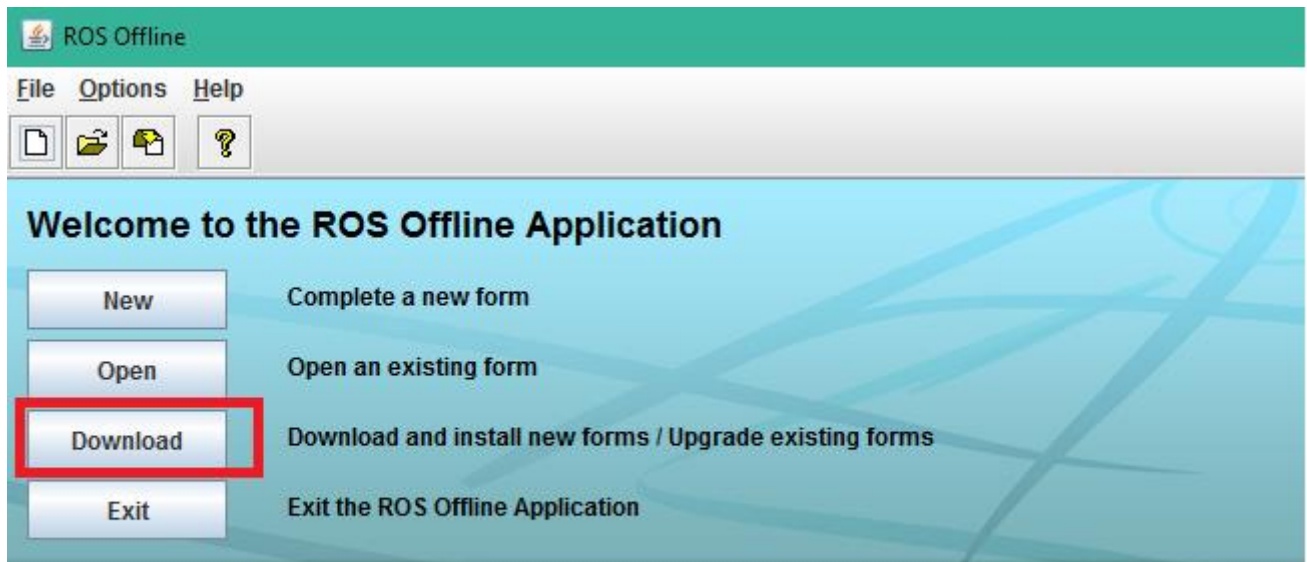 ROS Offline
File Options Help
Welcome to the ROS Offline Application
New Complete a new form
Open Open an existing form
Download Download and install new forms / Upgrade existing forms
Exit Exit the ROS Offline Application